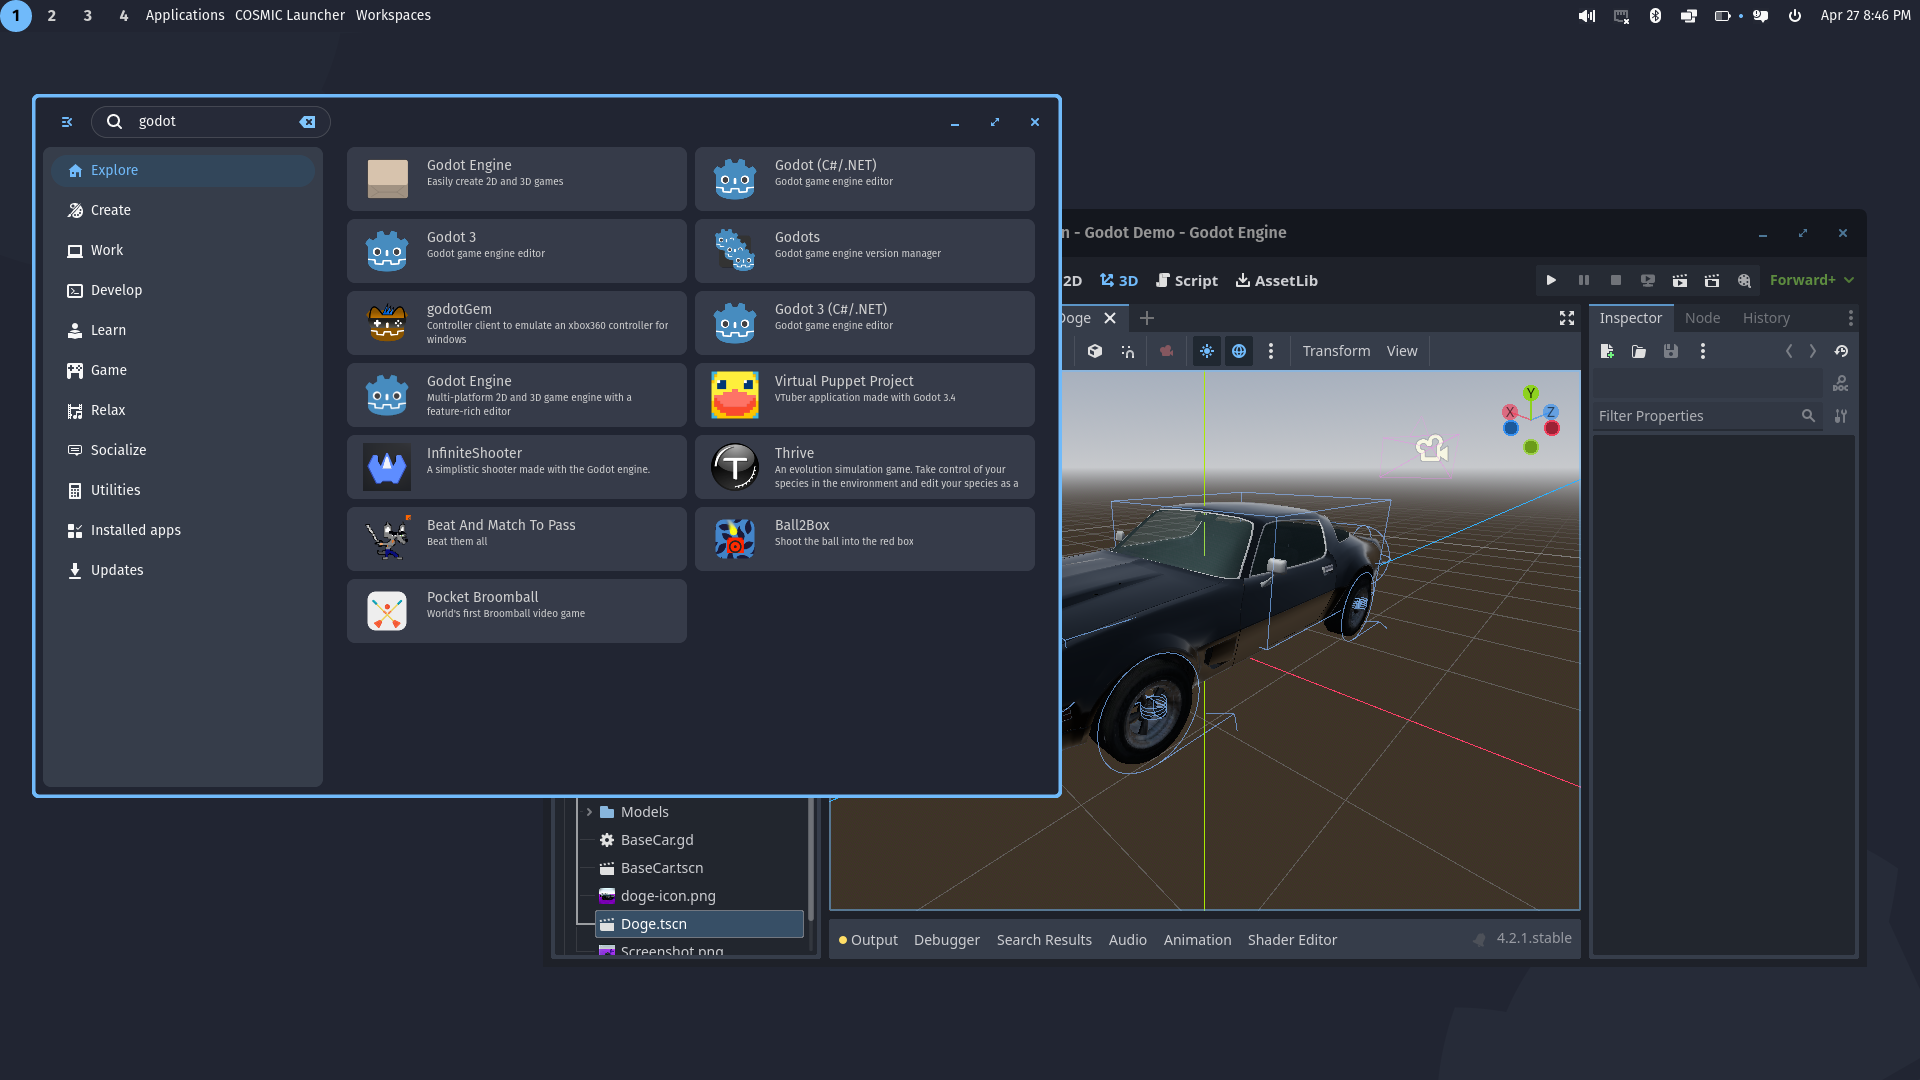 1 2 3 4 Applications COSMIC Launcher Workspaces
Apr 27 8:46 PM
godot
Explore
Create
Work
Develop
Learn
Game
Relax
Socialize
Utilities
Installed apps
Updates
Godot Engine
Easily create 2D and 3D games
Godot (C#/.NET)
Godot game engine editor
Godot 3
Godot game engine editor
Godots
Godot game engine version manager
godotGem
Controller client to emulate an xbox360 controller for
windows
Godot 3 (C#/.NET)
Godot game engine editor
Godot Engine
Multi-platform 2D and 3D game engine with a
feature-rich editor
Virtual Puppet Project
VTuber application made with Godot 3.4
InfiniteShooter
A simplistic shooter made with the Godot engine.
Thrive
An evolution simulation game. Take control of your
species in the environment and edit your species as a
Beat And Match To Pass
Beat them all
Ball2Box
Shoot the ball into the red box
Pocket Broomball
World's first Broomball video game
n - Godot Demo - Godot Engine
2D 3D Script AssetLib
Forward+
Doge
Transform View
Y
X
Z
Inspector Node History
DOC
Filter Properties
Models
BaseCar.gd
BaseCar.tscn
doge-icon.png
Doge.tscn
Screenshot.png
Output Debugger Search Results Audio Animation Shader Editor
4.2.1.stable